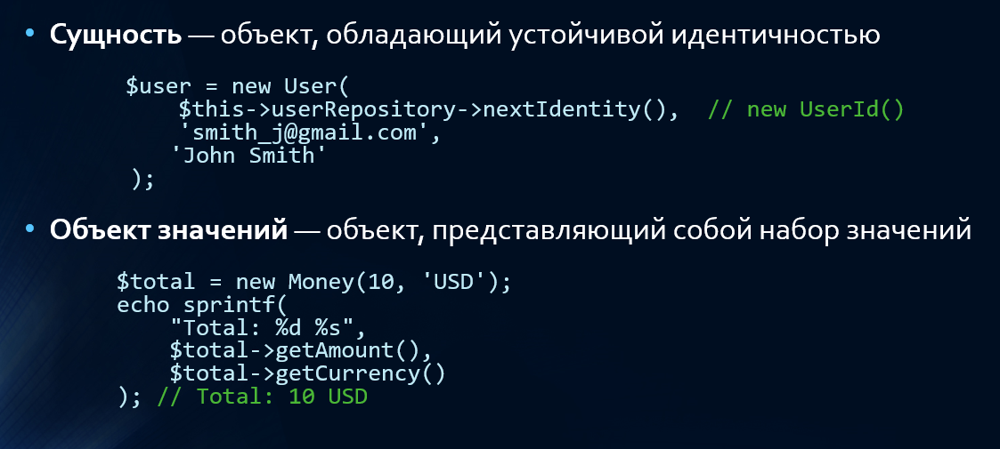 • Сущность — объект, обладающий устойчивой идентичностью
$user = new User(
$this->userRepository->nextIdentity(), // new UserId()
'smith_j@gmail.com',
'John Smith'
);
• Объект значений — объект, представляющий собой набор значений
$total = new Money(10, 'USD');
echo sprintf(
"Total: %d %s",
$total->getAmount(),
$total->getCurrency()
); // Total: 10 USD